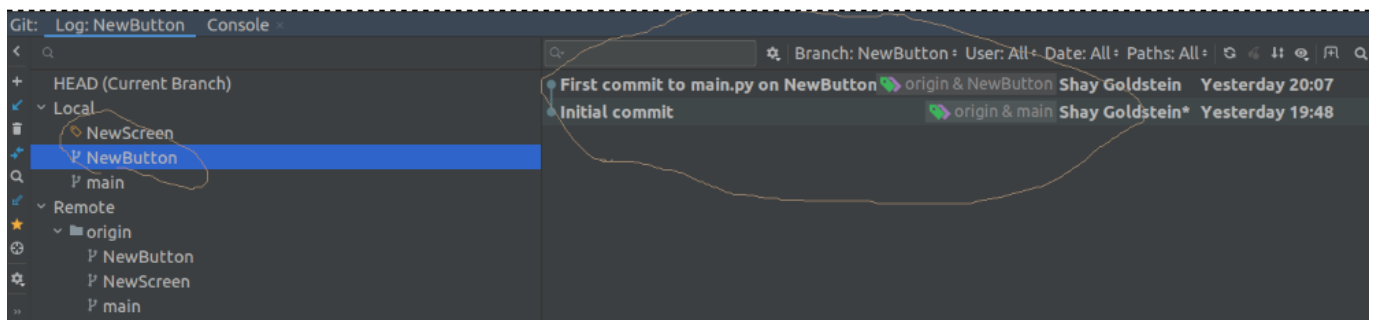 Git: Log: NewButton Console
Branch: NewButton User: All Date: All Paths: All
HEAD (Current Branch)
Local
NewScreen
NewButton
main
Remote
origin
NewButton
NewScreen
main
First commit to main.py on NewButton origin & NewButton Shay Goldstein Yesterday 20:07
Initial commit origin & main Shay Goldstein* Yesterday 19:48